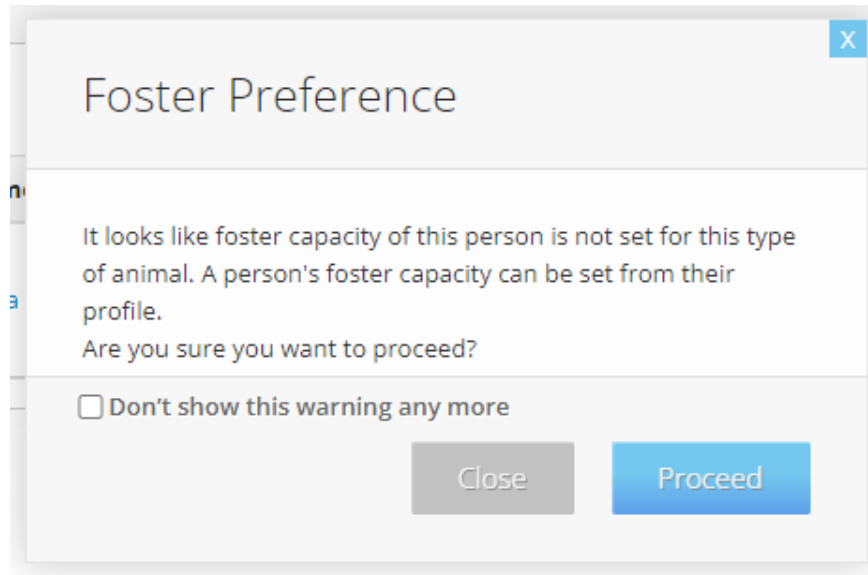 X
Foster Preference
It looks like foster capacity of this person is not set for this type
of animal. A person's foster capacity can be set from their
profile.
Are you sure you want to proceed?
Don't show this warning any more
Close
Proceed